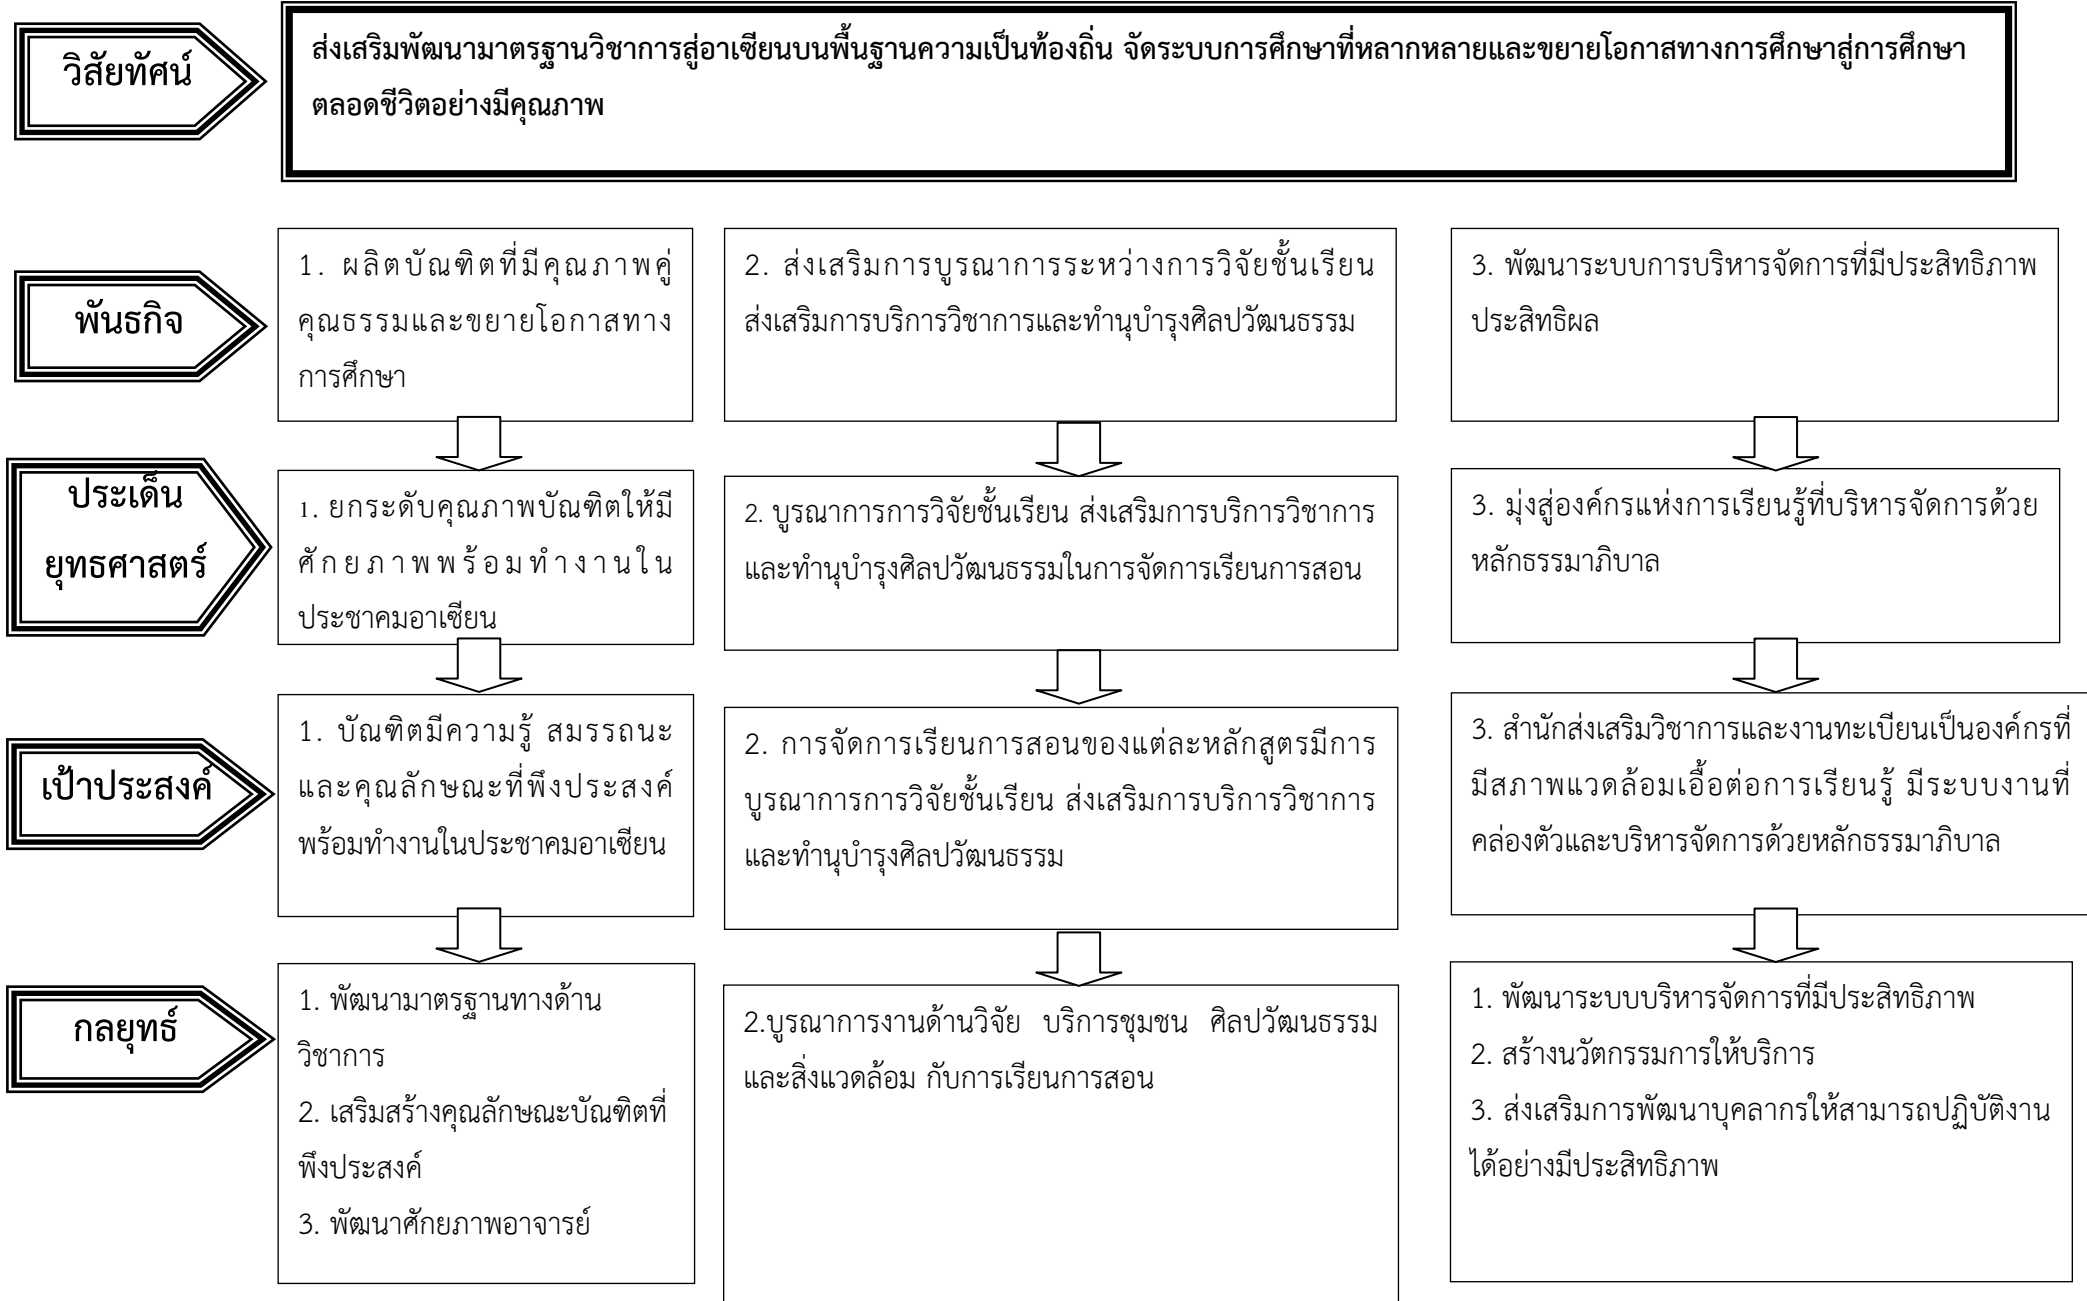 วิสัยทัศน์
ส่งเสริมพัฒนามาตรฐานวิชาการสู่อาเซียนบนพื้นฐานความเป็นท้องถิ่น จัดระบบการศึกษาที่หลากหลายและขยายโอกาสทางการศึกษาสู่การศึกษา
ตลอดชีวิตอย่างมีคุณภาพ
พันธกิจ
1. ผลิตบัณฑิตที่มีคุณภาพคู่
คุณธรรมและขยายโอกาสทาง
การศึกษา
2. ส่งเสริมการบูรณาการระหว่างการวิจัยชั้นเรียน
ส่งเสริมการบริการวิชาการและทำนุบำรุงศิลปวัฒนธรรม
3. พัฒนาระบบการบริหารจัดการที่มีประสิทธิภาพ
ประสิทธิผล
ประเด็น
ยุทธศาสตร์
1. ยกระดับคุณภาพบัณฑิตให้มี
ศักยภาพพร้อมทำงานใน
ประชาคมอาเซียน
2. บูรณาการการวิจัยชั้นเรียน ส่งเสริมการบริการวิชาการ
และทำนุบำรุงศิลปวัฒนธรรมในการจัดการเรียนการสอน
3. มุ่งสู่องค์กรแห่งการเรียนรู้ที่บริหารจัดการด้วย
หลักธรรมาภิบาล
เป้าประสงค์
1. บัณฑิตมีความรู้ สมรรถนะ
และคุณลักษณะที่พึงประสงค์
พร้อมทำงานในประชาคมอาเซียน
2. การจัดการเรียนการสอนของแต่ละหลักสูตรมีการ
บูรณาการการวิจัยชั้นเรียน ส่งเสริมการบริการวิชาการ
และทำนุบำรุงศิลปวัฒนธรรม
3. สำนักส่งเสริมวิชาการและงานทะเบียนเป็นองค์กรที่
มีสภาพแวดล้อมเอื้อต่อการเรียนรู้ มีระบบงานที่
คล่องตัวและบริหารจัดการด้วยหลักธรรมาภิบาล
กลยุทธ์
1. พัฒนามาตรฐานทางด้าน
วิชาการ
2. เสริมสร้างคุณลักษณะบัณฑิตที่
พึงประสงค์
3. พัฒนาศักยภาพอาจารย์
2.บูรณาการงานด้านวิจัย บริการชุมชน ศิลปวัฒนธรรม
และสิ่งแวดล้อม กับการเรียนการสอน
1. พัฒนาระบบบริหารจัดการที่มีประสิทธิภาพ
2. สร้างนวัตกรรมการให้บริการ
3. ส่งเสริมการพัฒนาบุคลากรให้สามารถปฏิบัติงาน
ได้อย่างมีประสิทธิภาพ